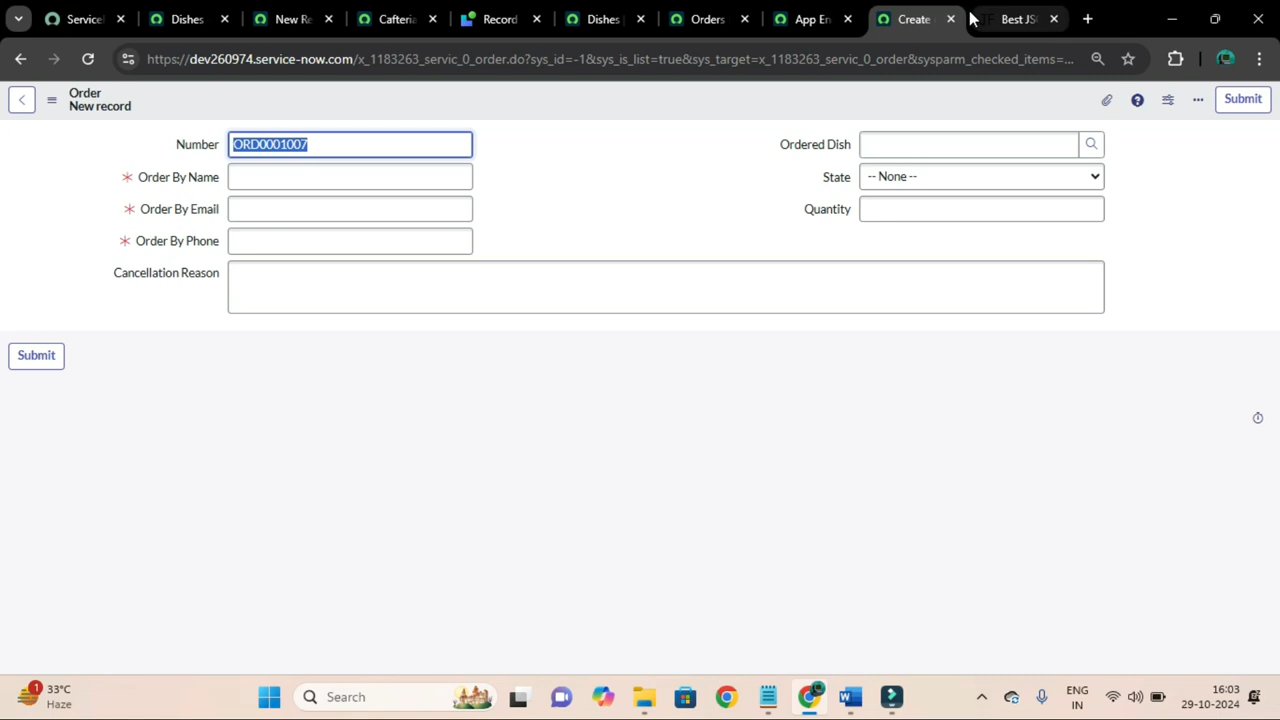 Service
Dishes
New Re
Cafteria
Record
Dishes
Orders
App En
Create
Best JS
https://dev260974.service-now.com/x_1183263_servic_0_order.do?sys_id=-1&sys_is_list=true&sys_target=x_1183263_servic_0_order&sysparm_checked_items=...
Order
New record
Submit
Number ORD0001007 Ordered Dish
* Order By Name State -- None --
* Order By Email Quantity
* Order By Phone
Cancellation Reason
Submit
1
33°C
Haze
Search
ENG
IN
16:03
29-10-2024